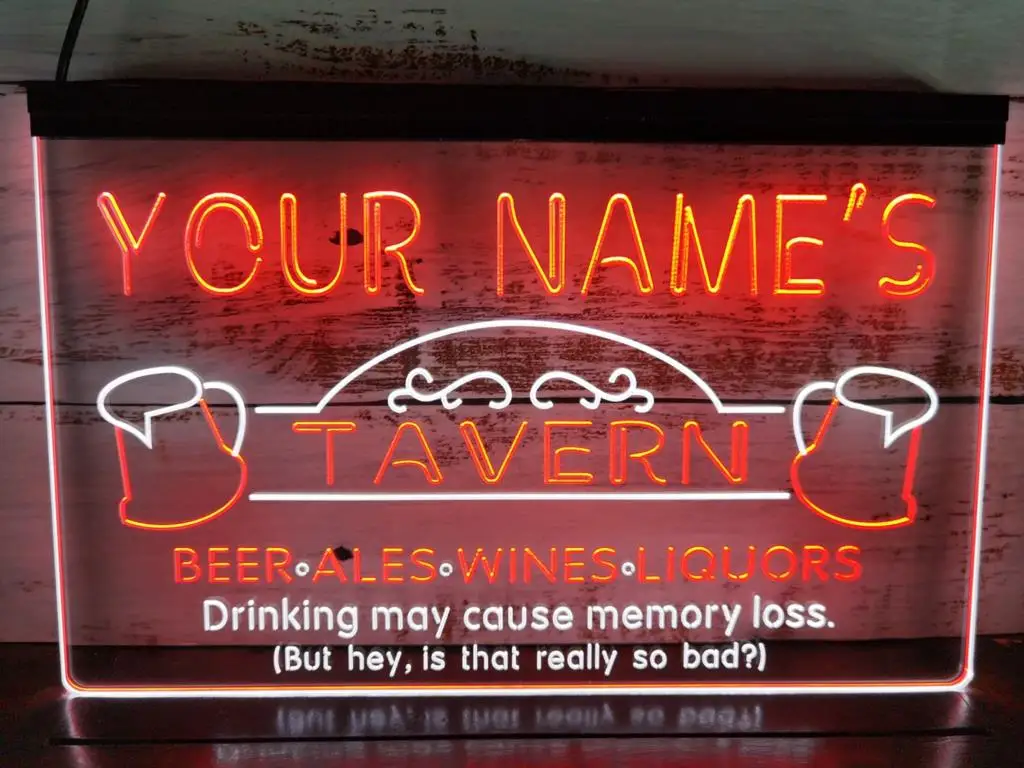 YOUR NAME'S
TAVERN
BEER•ALES•WINES•LIQUORS
Drinking may cause memory loss.
(But hey, is that really so bad?)